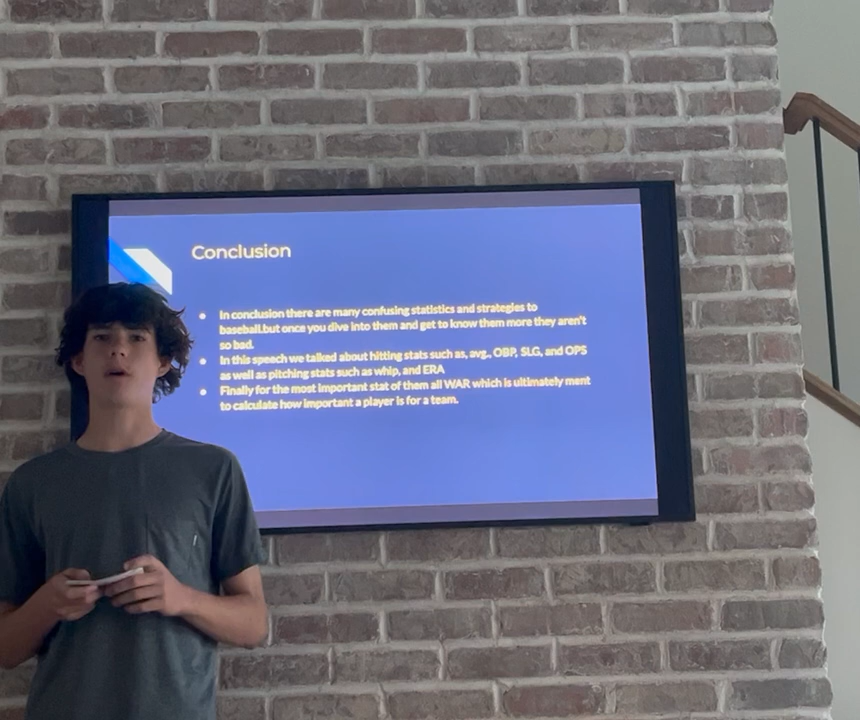 Conclusion
In conclusion there are many confusing statistics and strategies to
baseball.but once you dive into them and get to know them more they aren't
so bad.
In this speech we talked about hitting stats such as, avg., OBP, SLG, and OPS
as well as pitching stats such as whip, and ERA
Finally for the most important stat of them all WAR which is ultimately ment
to calculate how important a player is for a team.